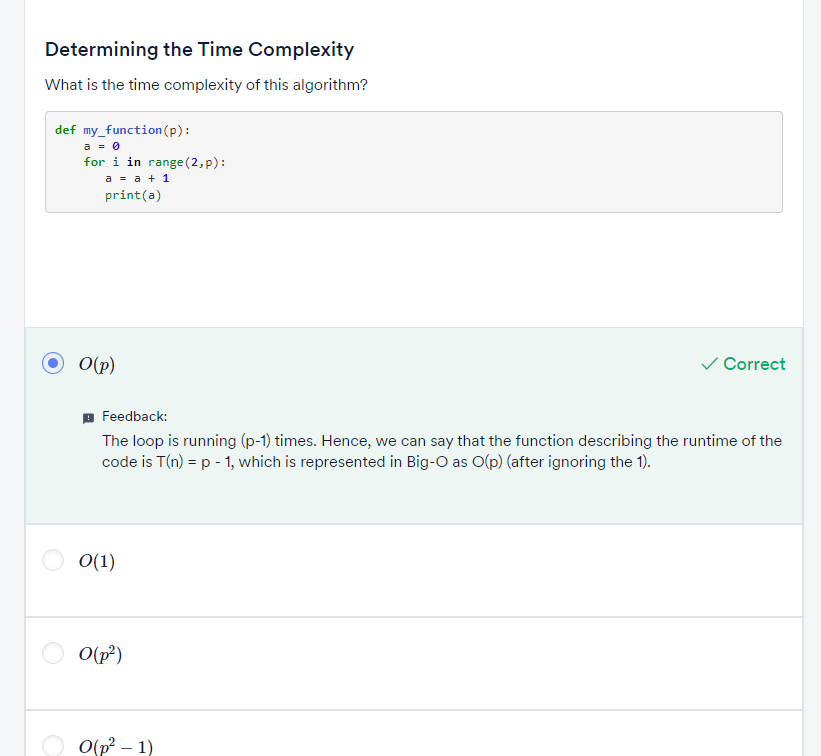 Determining the Time Complexity
What is the time complexity of this algorithm?
def my_function(p):
    a = 0
    for i in range(2,p):
       a = a + 1
       print(a)
O(p)
✓ Correct
Feedback:
The loop is running (p-1) times. Hence, we can say that the function describing the runtime of the
code is T(n) = p - 1, which is represented in Big-O as O(p) (after ignoring the 1).
O(1)
O(p²)
O(p² – 1)